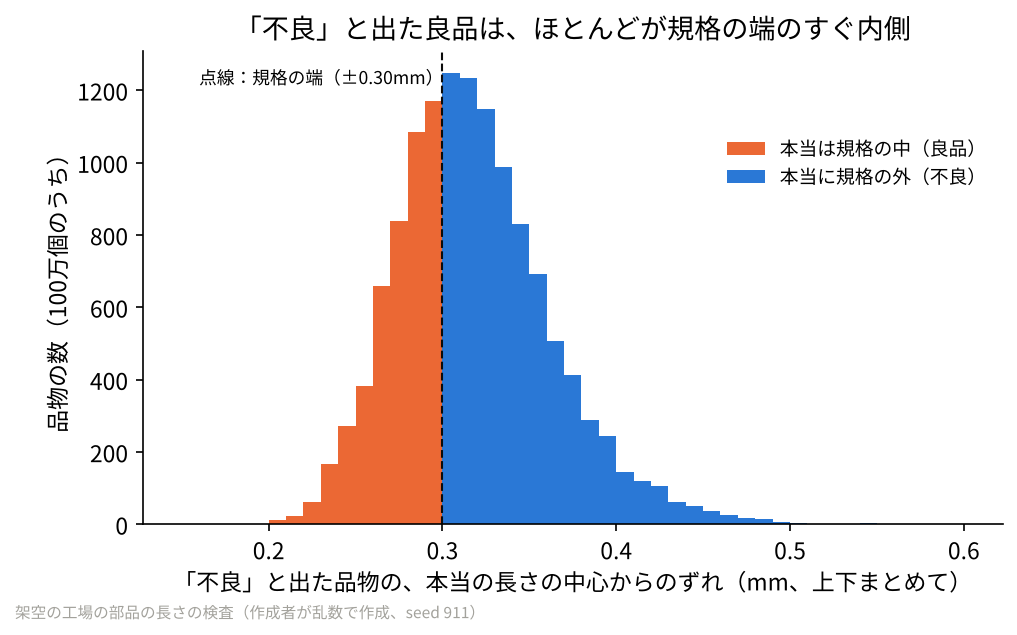 「不良」と出た良品は、ほとんどが規格の端のすぐ内側
点線：規格の端（±0.30mm）
本当は規格の中（良品）
本当に規格の外（不良）
品物の数（100万個のうち）
1200
1000
800
600
400
200
0
0.2
0.3
0.4
0.5
0.6
「不良」と出た品物の、本当の長さの中心からのずれ（mm、上下まとめて）
架空の工場の部品の長さの検査（作成者が乱数で作成、seed 911）